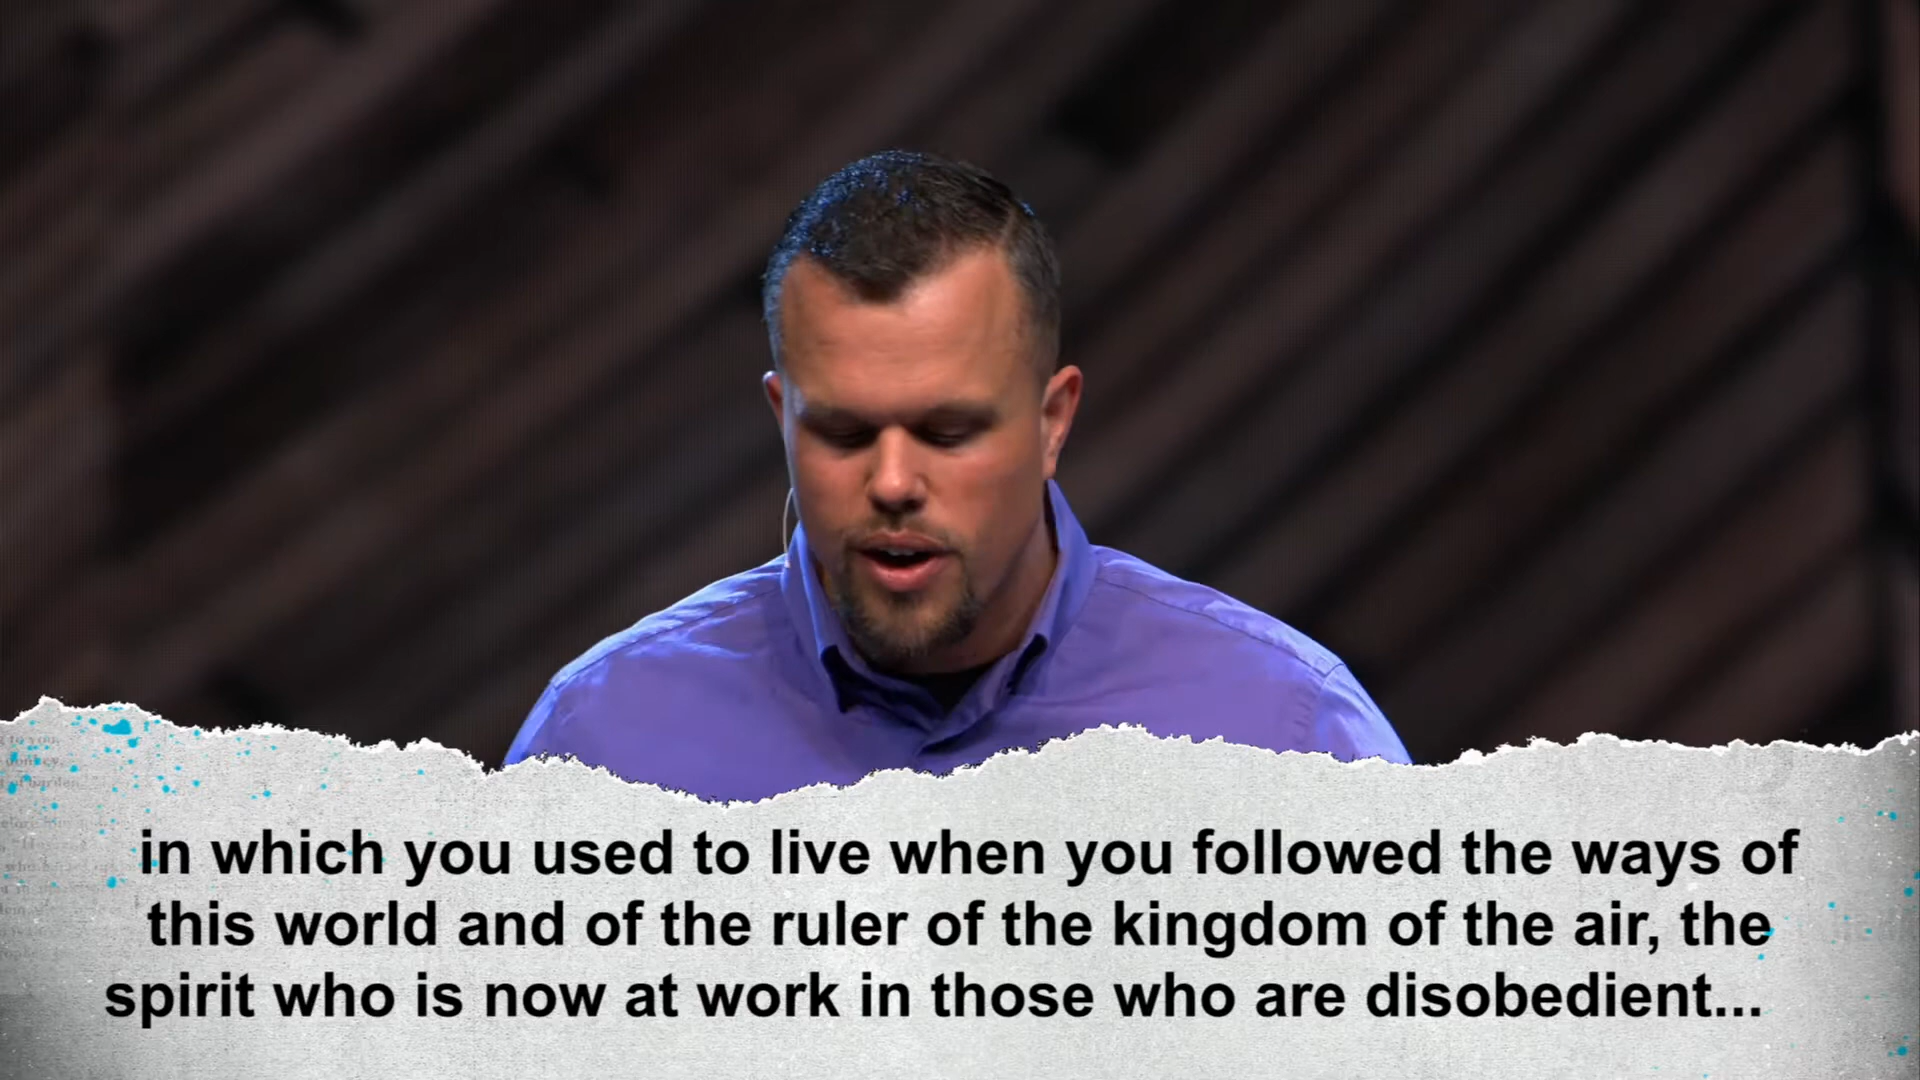 in which you used to live when you followed the ways of
this world and of the ruler of the kingdom of the air, the
spirit who is now at work in those who are disobedient...